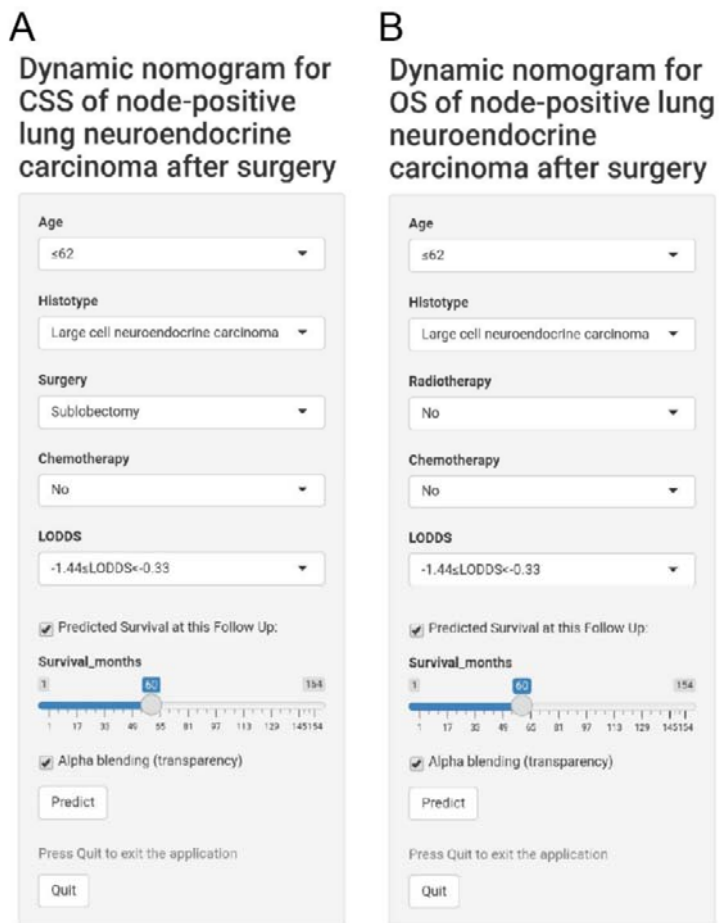 A
Dynamic nomogram for
CSS of node-positive
lung neuroendocrine
carcinoma after surgery
Age
≤62
Histotype
Large cell neuroendocrine carcinoma
Surgery
Sublobectomy
Chemotherapy
No
LODDS
-1.44≤LODDS<-0.33
Predicted Survival at this Follow Up:
Survival_months
1 60 154
1 17 33 49 65 81 97 113 129 145154
Alpha blending (transparency)
Predict
Press Quit to exit the application
Quit
B
Dynamic nomogram for
OS of node-positive lung
neuroendocrine
carcinoma after surgery
Age
≤62
Histotype
Large cell neuroendocrine carcinoma
Radiotherapy
No
Chemotherapy
No
LODDS
-1.44≤LODDS<-0.33
Predicted Survival at this Follow Up:
Survival_months
1 60 154
1 17 33 49 65 81 97 113 129 145154
Alpha blending (transparency)
Predict
Press Quit to exit the application
Quit